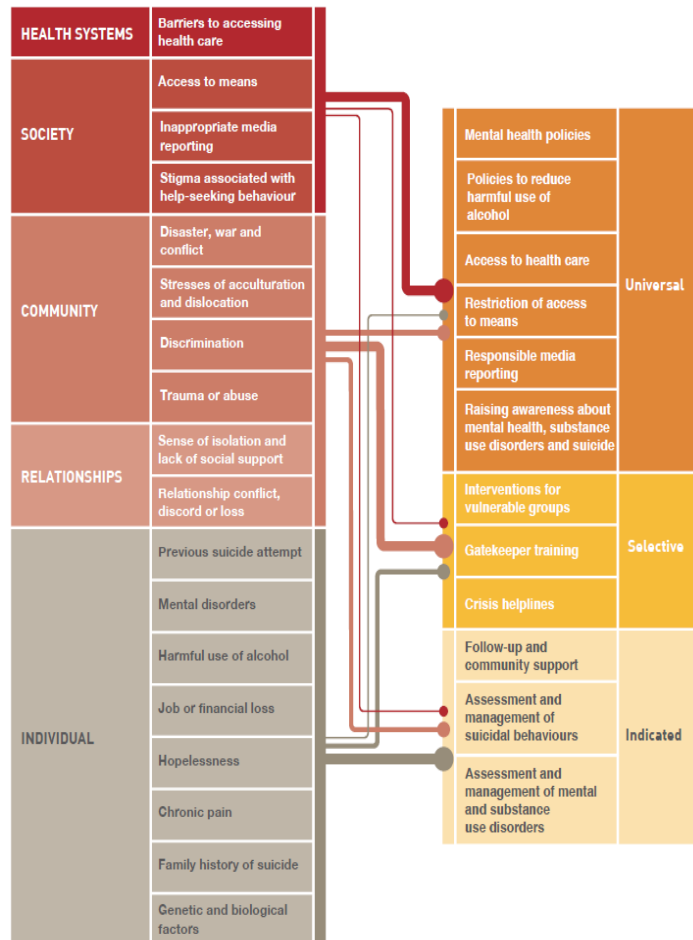 HEALTH SYSTEMS
Barriers to accessing
health care
SOCIETY
Access to means
Inappropriate media
reporting
Stigma associated with
help-seeking behaviour
COMMUNITY
Disaster, war and
conflict
Stresses of acculturation
and dislocation
Discrimination
Trauma or abuse
RELATIONSHIPS
Sense of isolation and
lack of social support
Relationship conflict,
discord or loss
INDIVIDUAL
Previous suicide attempt
Mental disorders
Harmful use of alcohol
Job or financial loss
Hopelessness
Chronic pain
Family history of suicide
Genetic and biological
factors
Mental health policies
Policies to reduce
harmful use of
alcohol
Access to health care
Restriction of access
to means
Responsible media
reporting
Raising awareness about
mental health, substance
use disorders and suicide
Universal
Interventions for
vulnerable groups
Gatekeeper training
Crisis helplines
Selective
Follow-up and
community support
Assessment and
management of
suicidal behaviours
Assessment and
management of mental
and substance
use disorders
Indicated